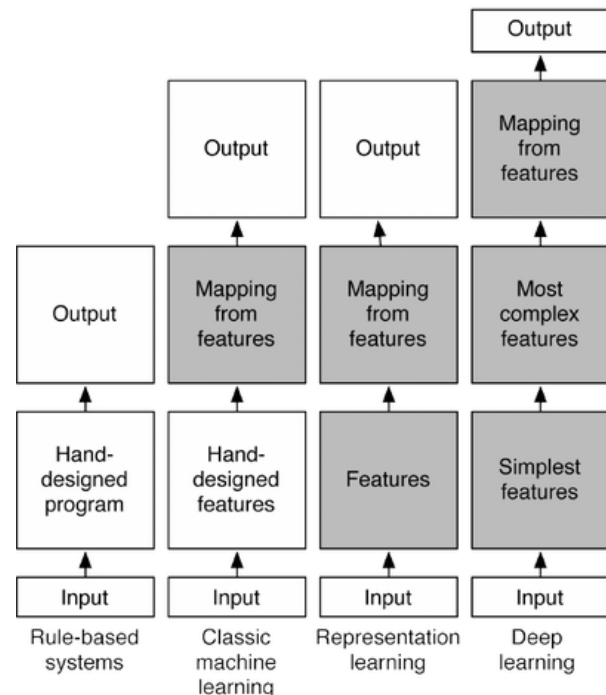 Output
Mapping
from
features
Output
Output
Mapping
from
features
Mapping
from
features
Most
complex
features
Output
Hand-
designed
program
Hand-
designed
features
Features
Simplest
features
Input
Input
Input
Input
Rule-based
systems
Classic
machine
learning
Representation
learning
Deep
learning